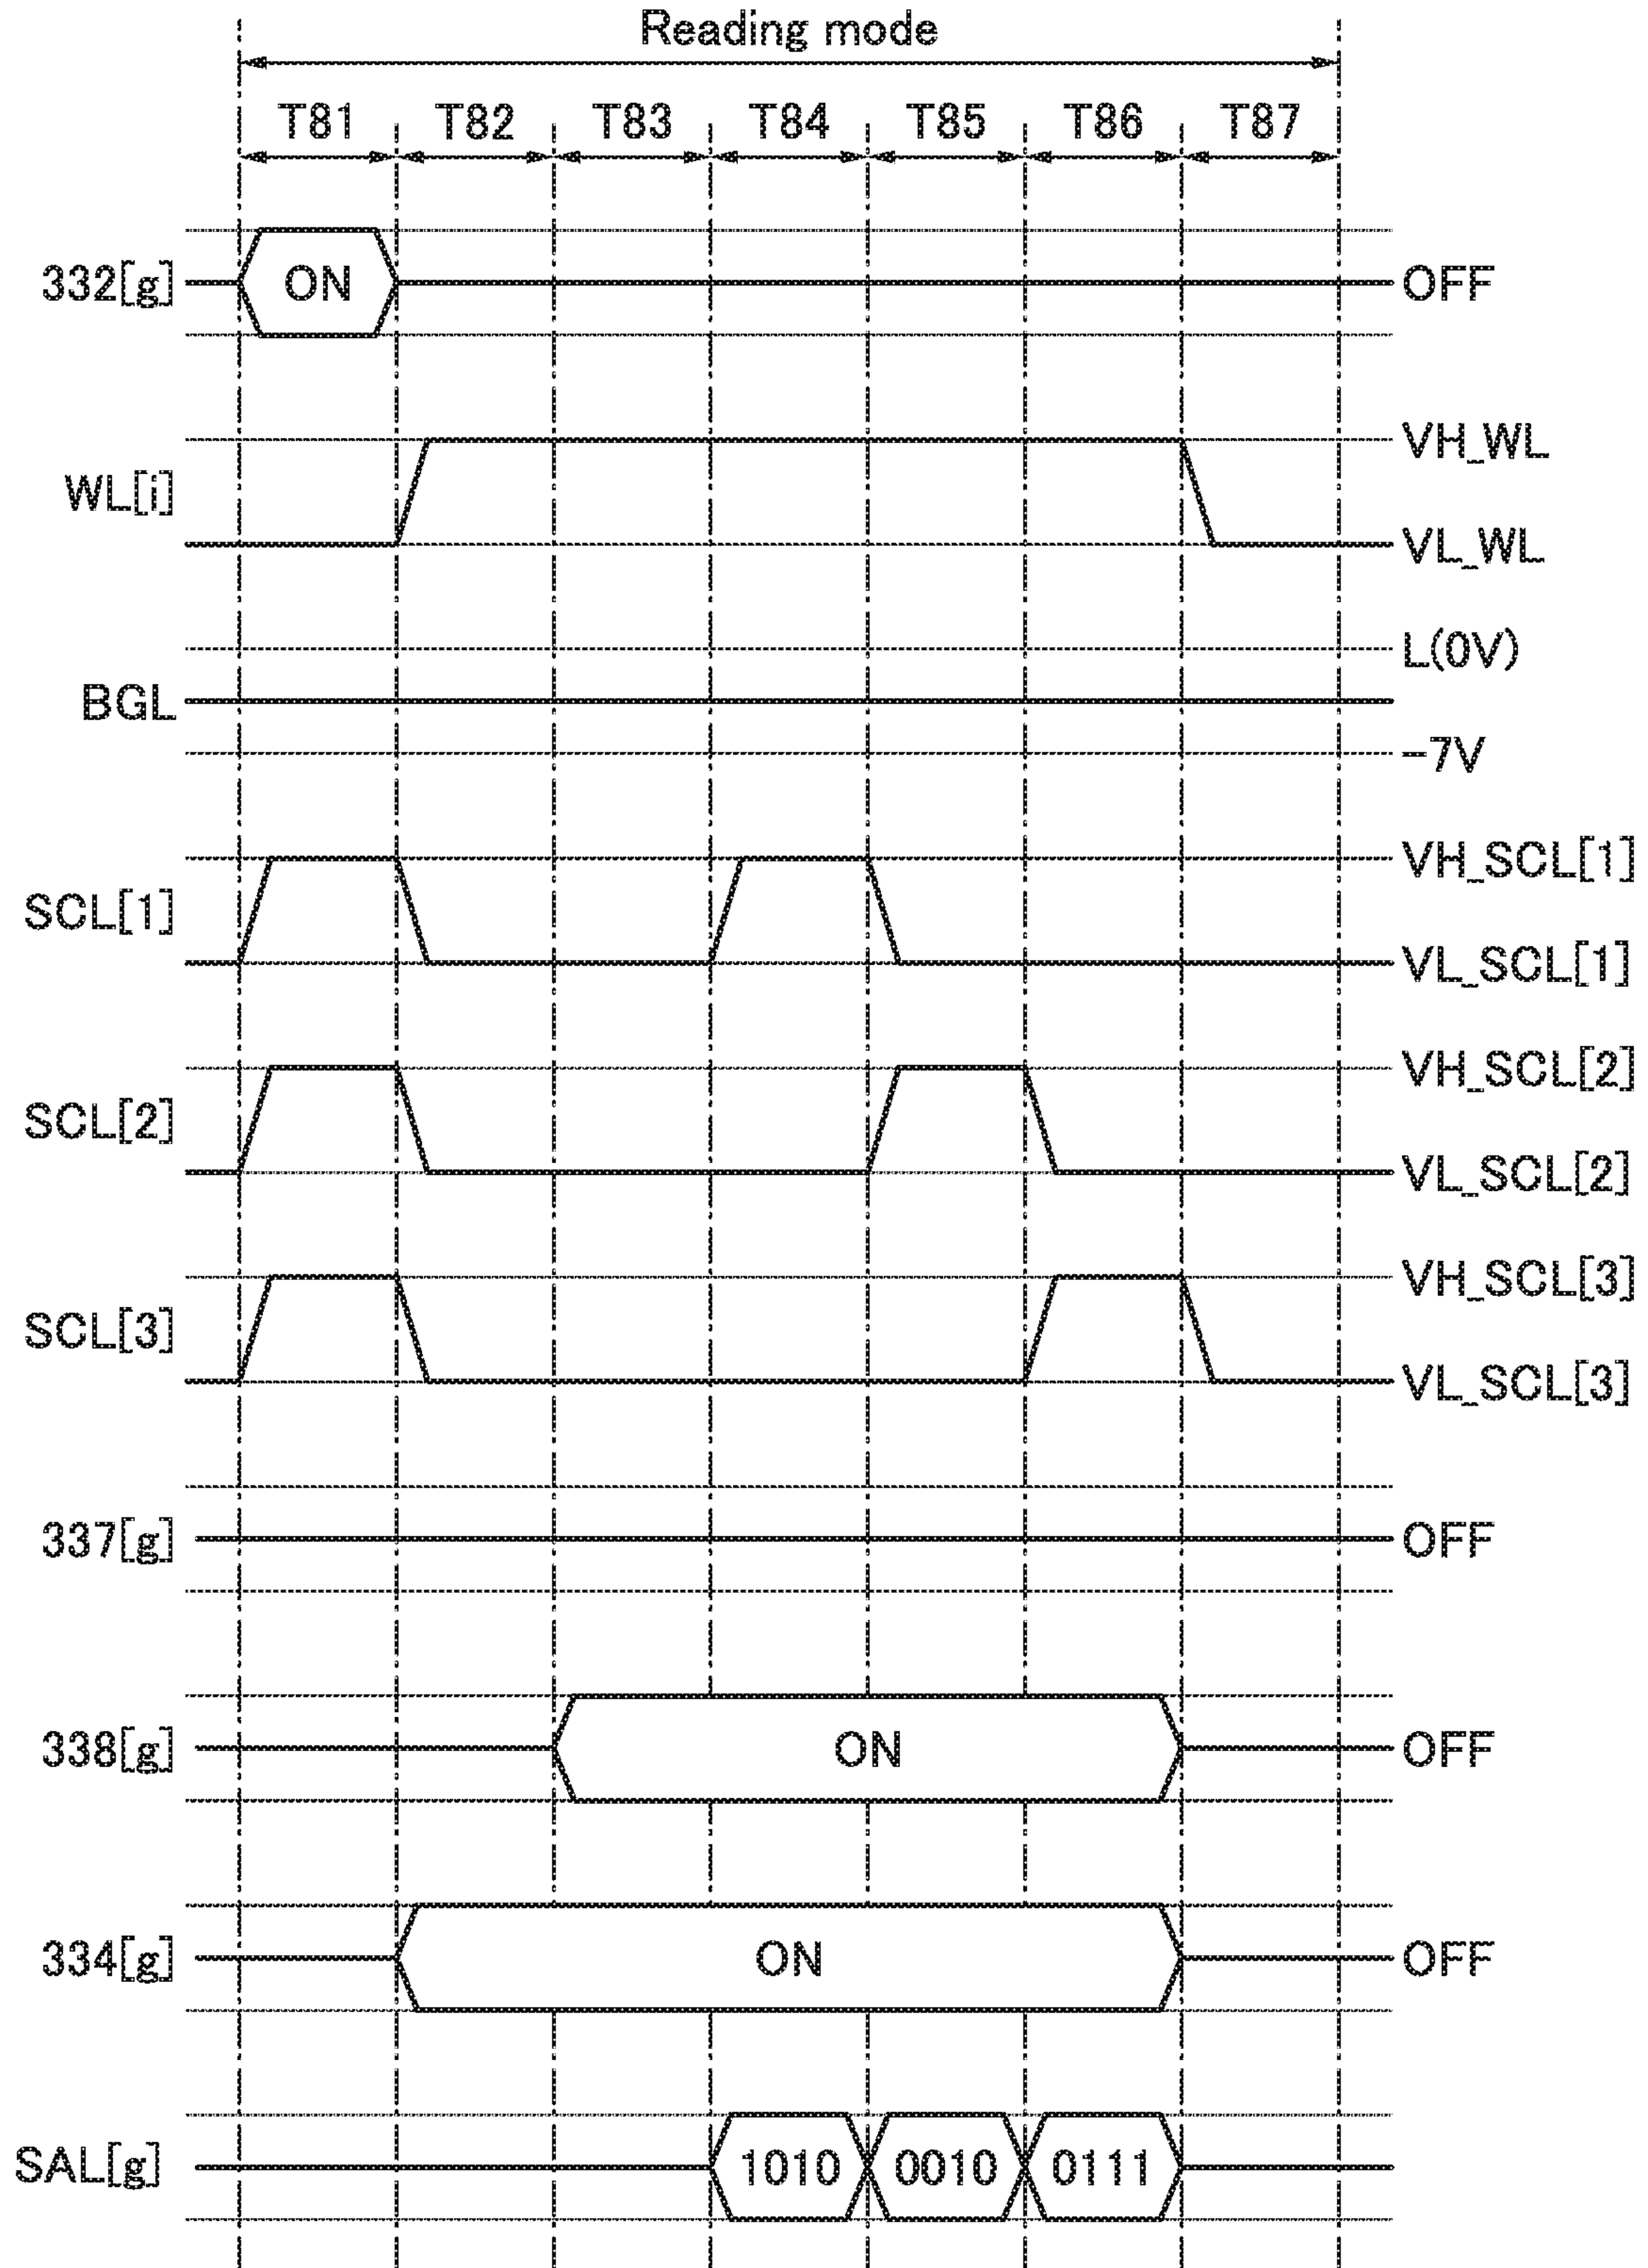 Reading mode
T81 T82 T83 T84 T85 T86 T87
332[g] ON OFF
VH_WL
WL[i]
VL_WL
L(0V)
BGL
-7V
VH_SCL[1]
SCL[1]
VL_SCL[1]
VH_SCL[2]
SCL[2]
VL_SCL[2]
VH_SCL[3]
SCL[3]
VL_SCL[3]
337[g] OFF
338[g] ON OFF
334[g] ON OFF
SAL[g] 1010 0010 0111